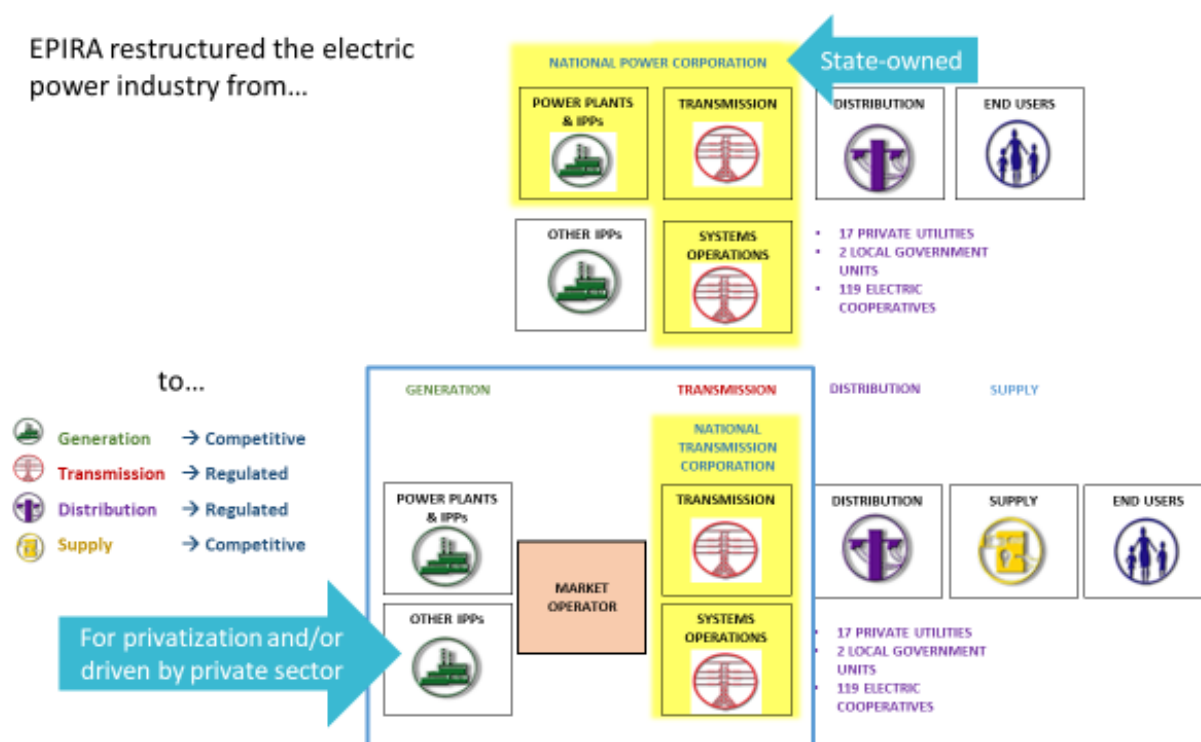 EPIRA restructured the electric
power industry from...
NATIONAL POWER CORPORATION
State-owned
POWER PLANTS
& IPPs
TRANSMISSION
DISTRIBUTION
END USERS
OTHER IPPs
SYSTEMS
OPERATIONS
• 17 PRIVATE UTILITIES
• 2 LOCAL GOVERNMENT
UNITS
• 119 ELECTRIC
COOPERATIVES
to...
Generation → Competitive
Transmission → Regulated
Distribution → Regulated
Supply → Competitive
GENERATION
TRANSMISSION
DISTRIBUTION
SUPPLY
NATIONAL
TRANSMISSION
CORPORATION
POWER PLANTS
& IPPs
TRANSMISSION
DISTRIBUTION
SUPPLY
END USERS
MARKET
OPERATOR
OTHER IPPs
SYSTEMS
OPERATIONS
For privatization and/or
driven by private sector
• 17 PRIVATE UTILITIES
• 2 LOCAL GOVERNMENT
UNITS
• 119 ELECTRIC
COOPERATIVES